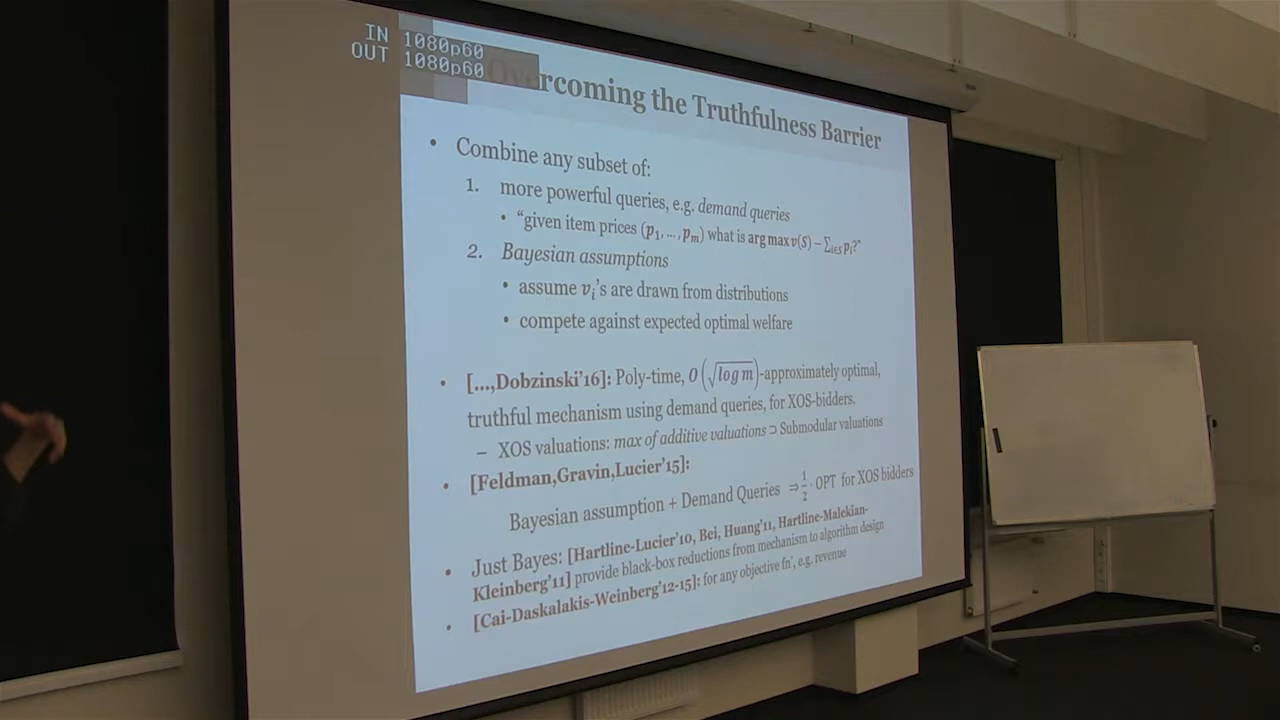 IN 1080p60
OUT 1080p60
Overcoming the Truthfulness Barrier
• Combine any subset of:
1. more powerful queries, e.g. demand queries
• “given item prices (p₁, ..., pₘ) what is arg max v(S) − ∑ᵢ∈S pᵢ?”
2. Bayesian assumptions
• assume vᵢ’s are drawn from distributions
• compete against expected optimal welfare
• [...,Dobzinski’16]: Poly-time, O(√log m)-approximately optimal,
truthful mechanism using demand queries, for XOS-bidders.
– XOS valuations: max of additive valuations ⊃ Submodular valuations
• [Feldman,Gravin,Lucier’15]:
Bayesian assumption + Demand Queries ⇒ 1/2 · OPT for XOS bidders
• Just Bayes: [Hartline-Lucier’10, Bei, Huang’11, Hartline-Malekian-
Kleinberg’11] provide black-box reductions from mechanism to algorithm design
• [Cai-Daskalakis-Weinberg’12-15]: for any objective fn’, e.g. revenue